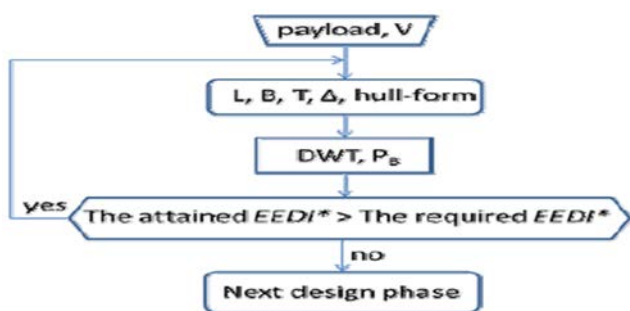 payload, V
L, B, T, Δ, hull-form
DWT, P_B
yes
The attained EEDI* > The required EEDI*
no
Next design phase